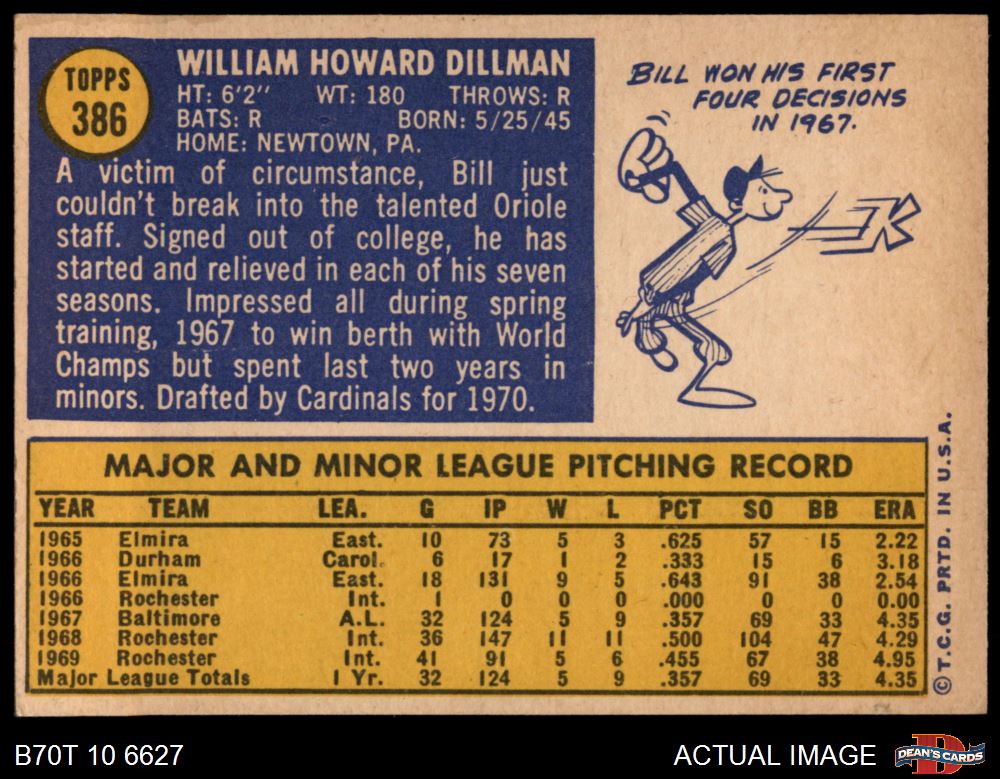 TOPPS
386
WILLIAM HOWARD DILLMAN
HT: 6'2" WT: 180 THROWS: R
BATS: R BORN: 5/25/45
HOME: NEWTOWN, PA.
A victim of circumstance, Bill just
couldn't break into the talented Oriole
staff. Signed out of college, he has
started and relieved in each of his seven
seasons. Impressed all during spring
training, 1967 to win berth with World
Champs but spent last two years in
minors. Drafted by Cardinals for 1970.
BILL WON HIS FIRST
FOUR DECISIONS
IN 1967.
K
MAJOR AND MINOR LEAGUE PITCHING RECORD
YEAR TEAM LEA. G IP W L PCT SO BB ERA
1965 Elmira East. 10 73 5 3 .625 57 15 2.22
1966 Durham Carol. 6 17 1 2 .333 15 6 3.18
1966 Elmira East. 18 131 9 5 .643 91 38 2.54
1966 Rochester Int. 1 0 0 0 .000 0 0 0.00
1967 Baltimore A.L. 32 124 5 9 .357 69 33 4.35
1968 Rochester Int. 36 147 11 11 .500 104 47 4.29
1969 Rochester Int. 41 91 5 6 .455 67 38 4.95
Major League Totals 1 Yr. 32 124 5 9 .357 69 33 4.35
© T.C.G. PRTD. IN U.S.A.
B70T 10 6627
ACTUAL IMAGE
D
DEAN'S CARDS